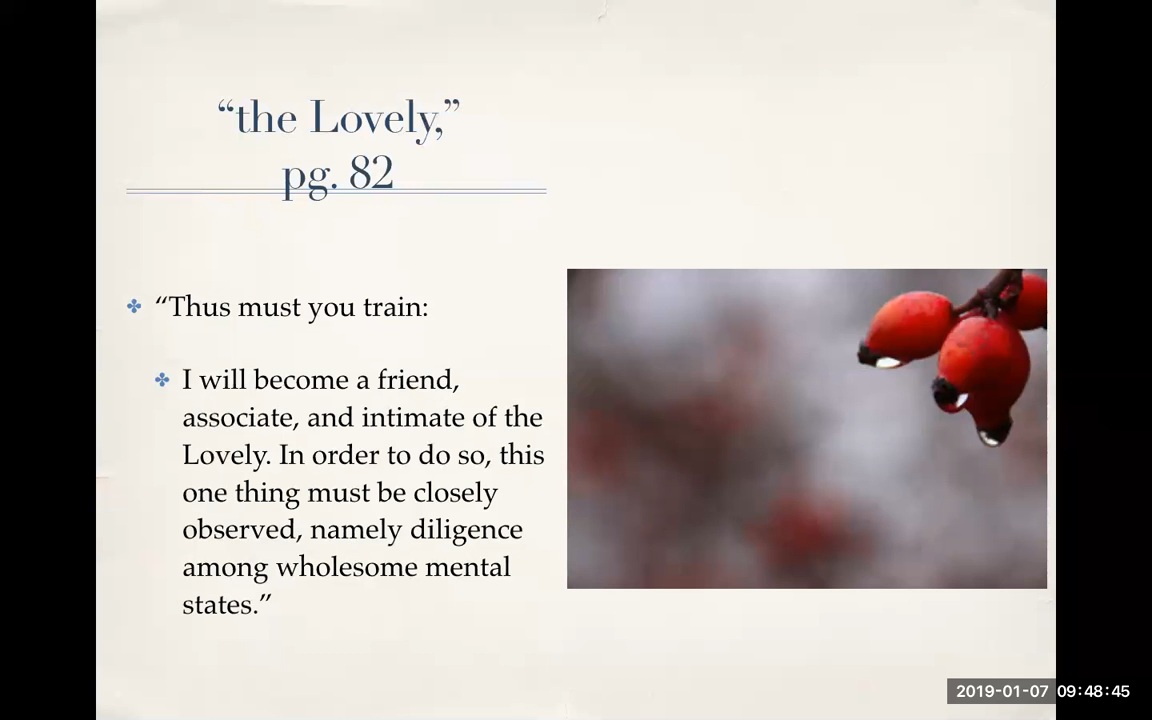 “the Lovely,”
pg. 82
“Thus must you train:
I will become a friend,
associate, and intimate of the
Lovely. In order to do so, this
one thing must be closely
observed, namely diligence
among wholesome mental
states.”
2019-01-07 09:48:45